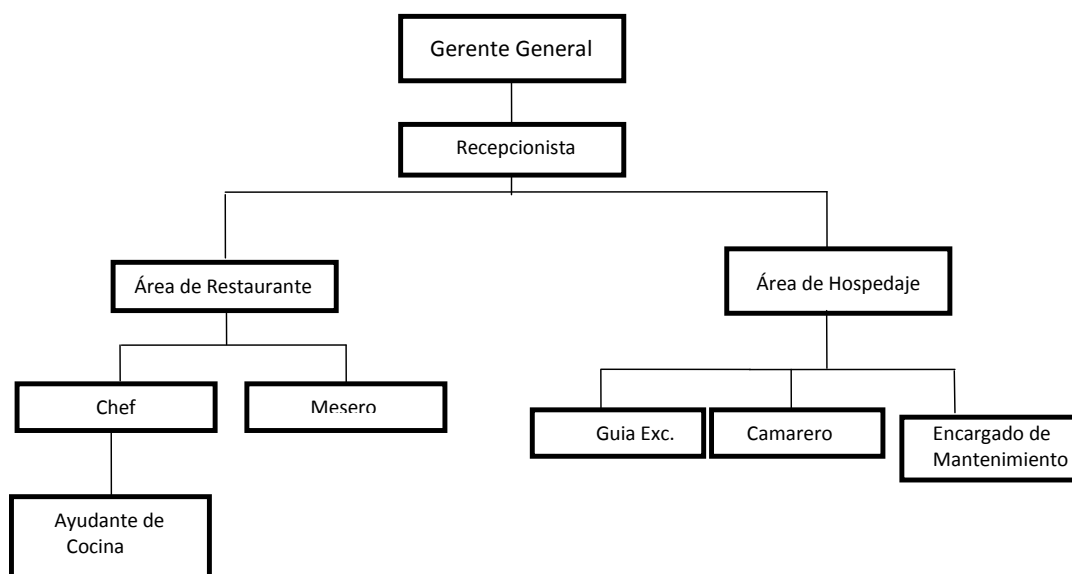 Gerente General
Recepcionista
Área de Restaurante
Área de Hospedaje
Chef
Mesero
Guia Exc.
Camarero
Encargado de
Mantenimiento
Ayudante de
Cocina